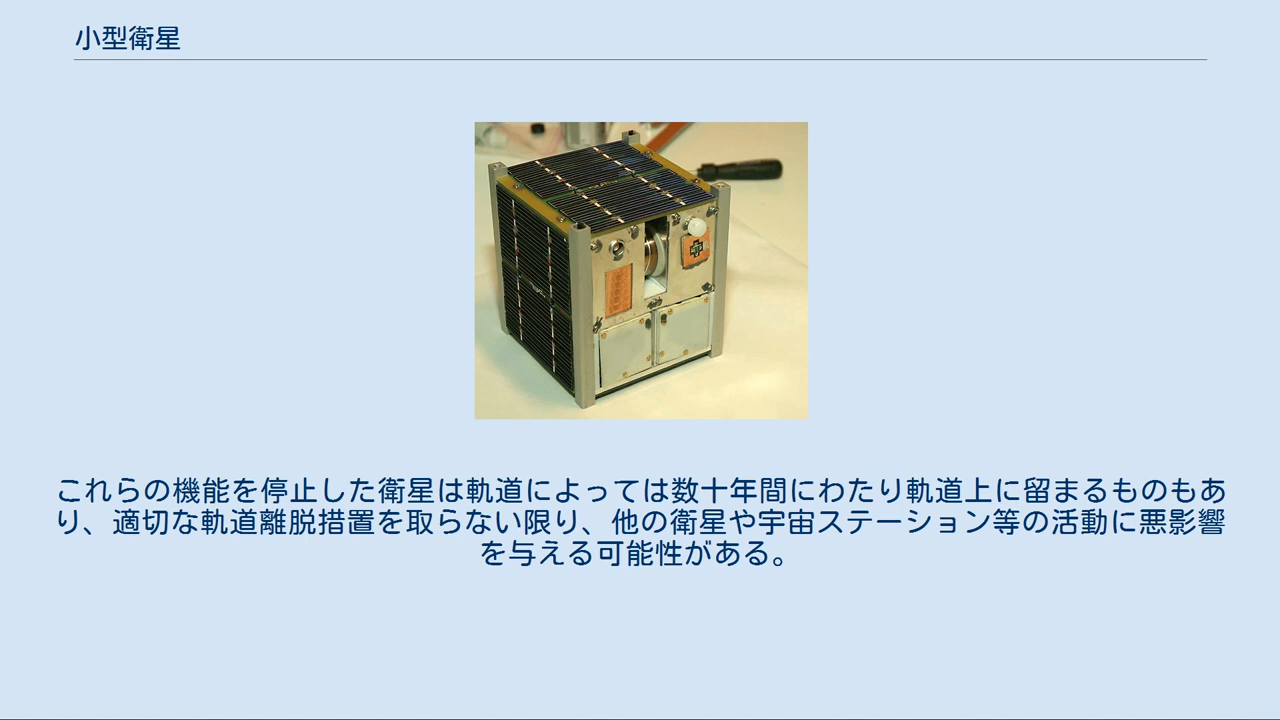 小型衛星
これらの機能を停止した衛星は軌道によっては数十年間にわたり軌道上に留まるものもあ
り、適切な軌道離脱措置を取らない限り、他の衛星や宇宙ステーション等の活動に悪影響
を与える可能性がある。